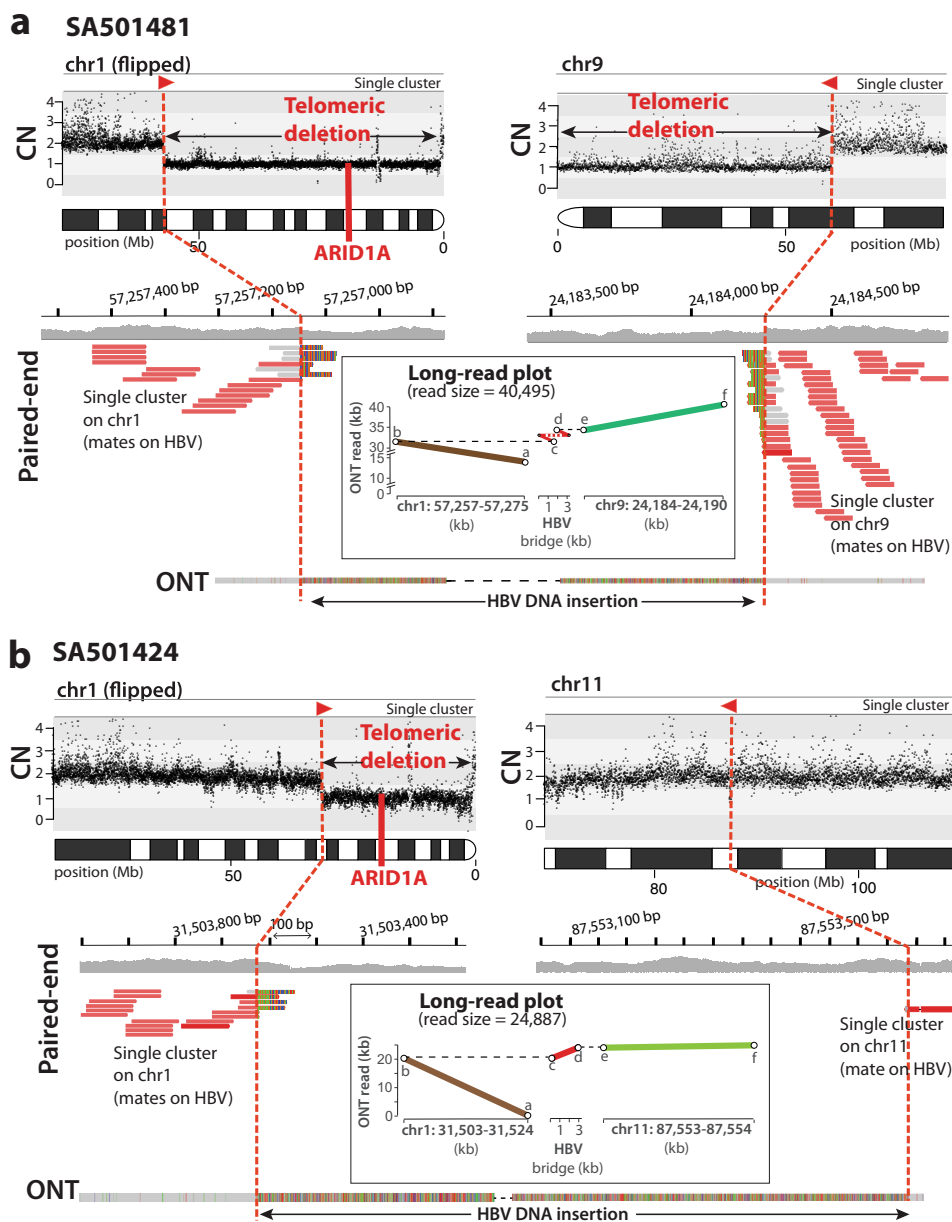 a SA501481
chr1 (flipped)
Single cluster
CN
4
3
2
1
0
Telomeric
deletion
position (Mb)
50
0
ARID1A
chr9
Single cluster
CN
4
3
2
1
0
Telomeric
deletion
0
50
position (Mb)
57,257,400 bp
57,257,200 bp
57,257,000 bp
24,183,500 bp
24,184,000 bp
24,184,500 bp
Paired-end
Single cluster
on chr1
(mates on HBV)
Long-read plot
(read size = 40,495)
ONT read (kb)
40
30
15
10
0
b
a
c
d
e
f
chr1: 57,257-57,275
(kb)
1 3
HBV
bridge (kb)
chr9: 24,184-24,190
(kb)
Single cluster
on chr9
(mates on HBV)
ONT
HBV DNA insertion
b SA501424
chr1 (flipped)
Single cluster
CN
4
3
2
1
0
Telomeric
deletion
position (Mb)
50
0
ARID1A
chr11
Single cluster
CN
4
3
2
1
0
80
position (Mb)
100
31,503,800 bp
100 bp
31,503,400 bp
87,553,100 bp
87,553,500 bp
Paired-end
Single cluster
on chr1
(mates on HBV)
Long-read plot
(read size = 24,887)
ONT read (kb)
20
10
0
b
a
c
d
e
f
chr1: 31,503-31,524
(kb)
1 3
HBV
bridge (kb)
chr11: 87,553-87,554
(kb)
Single cluster
on chr11
(mate on HBV)
ONT
HBV DNA insertion